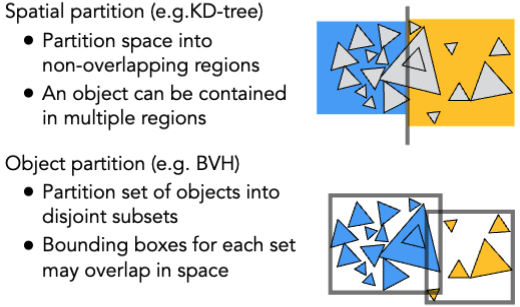 Spatial partition (e.g.KD-tree)
● Partition space into
non-overlapping regions
● An object can be contained
in multiple regions
Object partition (e.g. BVH)
● Partition set of objects into
disjoint subsets
● Bounding boxes for each set
may overlap in space